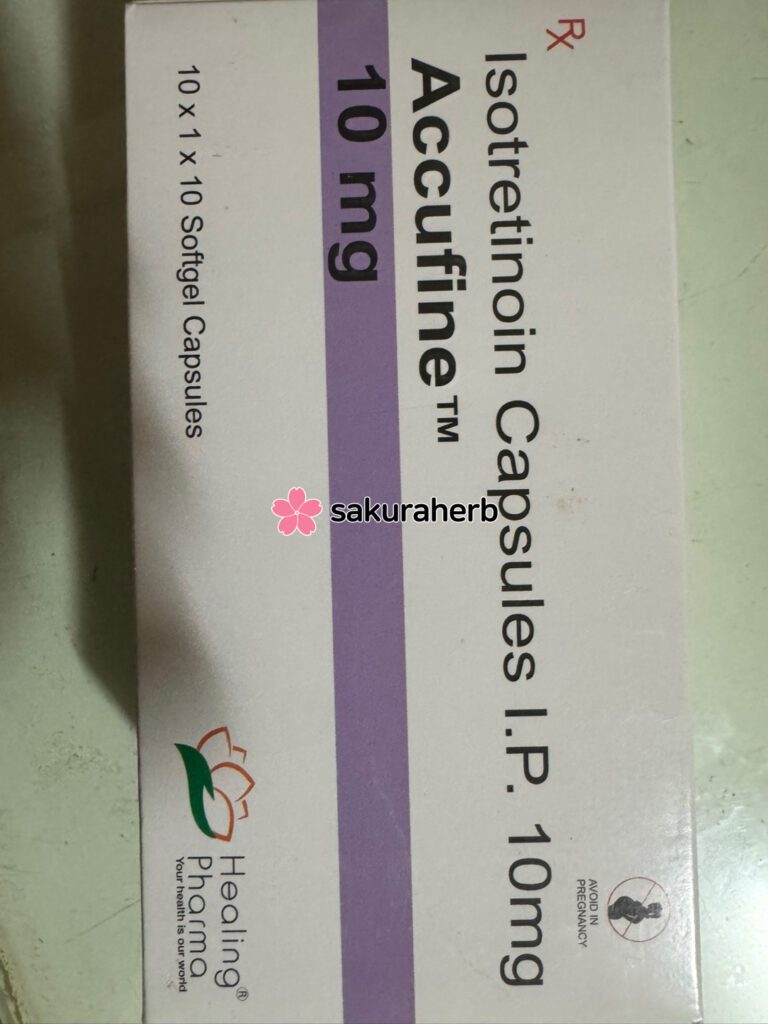 Rx
Isotretinoin Capsules I.P. 10mg
Accufine™
10 mg
10 x 1 x 10 Softgel Capsules
AVOID IN
PREGNANCY
Healing®
Pharma
Your health is our world
sakuraherb